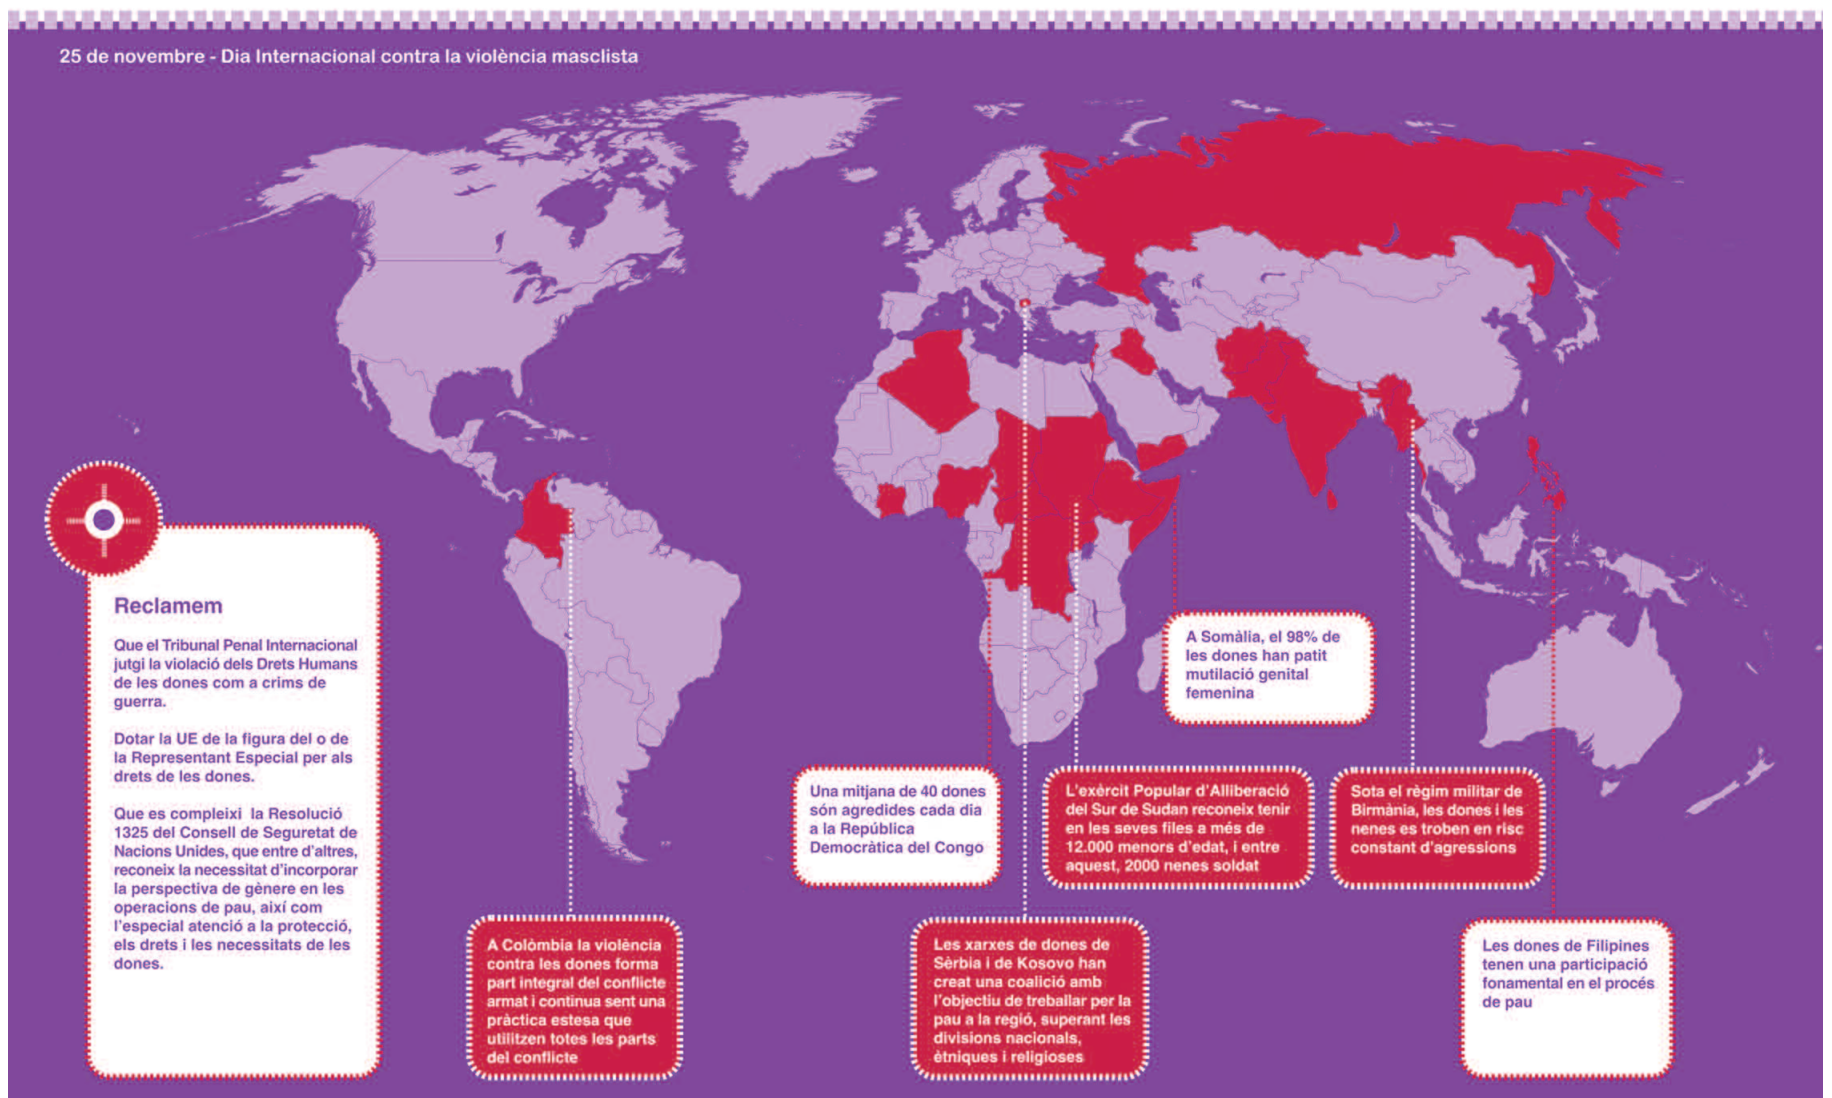 25 de novembre - Dia Internacional contra la violència masclista
Reclamem
Que el Tribunal Penal Internacional
jutgi la violació dels Drets Humans
de les dones com a crims de
guerra.
Dotar la UE de la figura del o de
la Representant Especial per als
drets de les dones.
Que es compleixi la Resolució
1325 del Consell de Seguretat de
Nacions Unides, que entre d'altres,
reconeix la necessitat d'incorporar
la perspectiva de gènere en les
operacions de pau, així com
l'especial atenció a la protecció,
els drets i les necessitats de les
dones.
A Colòmbia la violència
contra les dones forma
part integral del conflicte
armat i continua sent una
pràctica estesa que
utilitzen totes les parts
del conflicte
Una mitjana de 40 dones
són agredides cada dia
a la República
Democràtica del Congo
Les xarxes de dones de
Sèrbia i de Kosovo han
creat una coalició amb
l'objectiu de treballar per la
pau a la regió, superant les
divisions nacionals,
ètniques i religioses
L'exèrcit Popular d'Alliberació
del Sur de Sudan reconeix tenir
en les seves files a més de
12.000 menors d'edat, i entre
aquest, 2000 nenes soldat
A Somàlia, el 98% de
les dones han patit
mutilació genital
femenina
Sota el règim militar de
Birmània, les dones i les
nenes es troben en risc
constant d'agressions
Les dones de Filipines
tenen una participació
fonamental en el procés
de pau